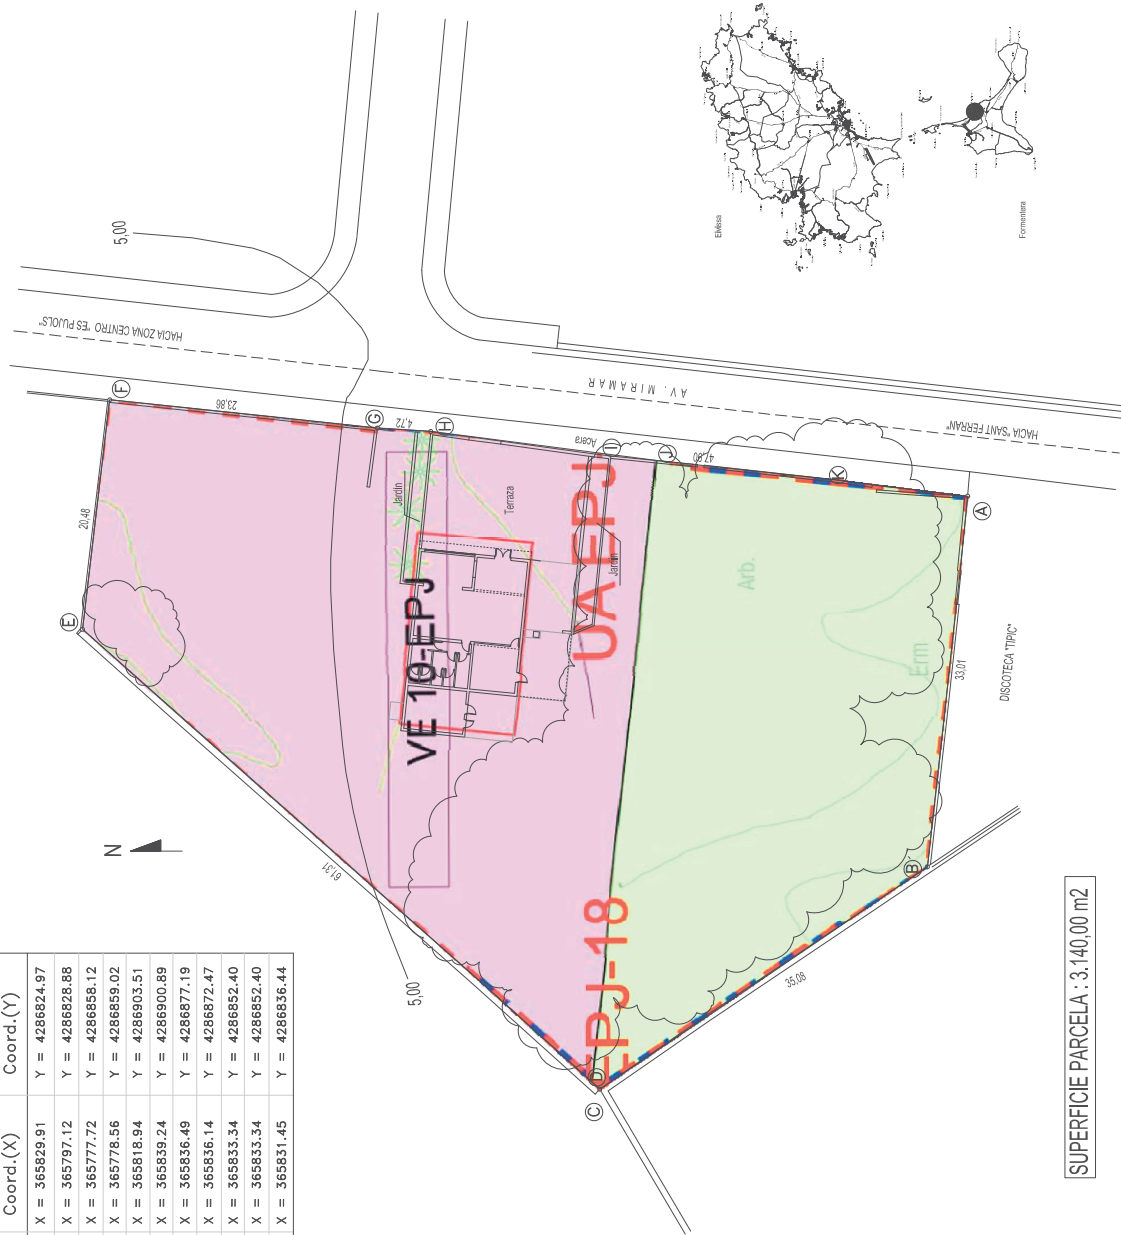 Coord.(X) Coord.(Y)
X = 365829.91 Y = 4286824.97
X = 365797.12 Y = 4286828.88
X = 365777.72 Y = 4286858.12
X = 365778.56 Y = 4286859.02
X = 365818.94 Y = 4286903.51
X = 365839.24 Y = 4286900.89
X = 365836.49 Y = 4286877.19
X = 365836.14 Y = 4286872.47
X = 365833.34 Y = 4286852.40
X = 365833.34 Y = 4286852.40
X = 365831.45 Y = 4286836.44
N
5,00
5,00
HACIA ZONA CENTRO "ES PUJOLS"
AV. MIRAMAR
HACIA "SANT FERRAN"
Acera
F
23,86
G
4,72
H
I
J
47,80
K
A
33,01
B
35,08
C
D
61,31
E
20,48
Jardín
Terraza
Jardín
VE 10-EPJ
UA EPJ
EPJ-18
Arb.
Erm
DISCOTECA "TIPIC"
Eivissa
Formentera
SUPERFICIE PARCELA : 3.140,00 m2